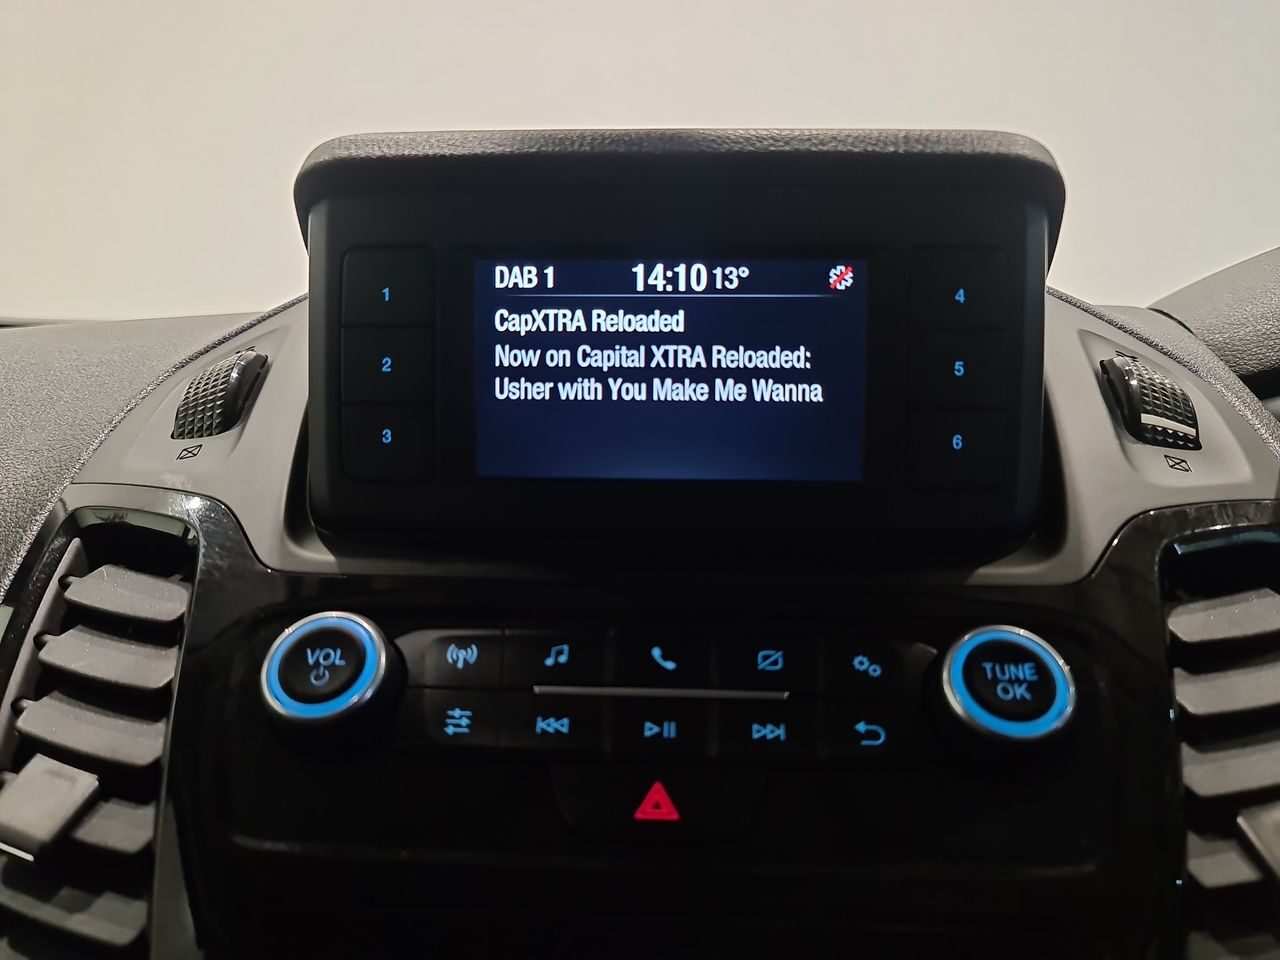 DAB 1 14:10 13°
CapXTRA Reloaded
Now on Capital XTRA Reloaded:
Usher with You Make Me Wanna
1
2
3
4
5
6
VOL
TUNE
OK